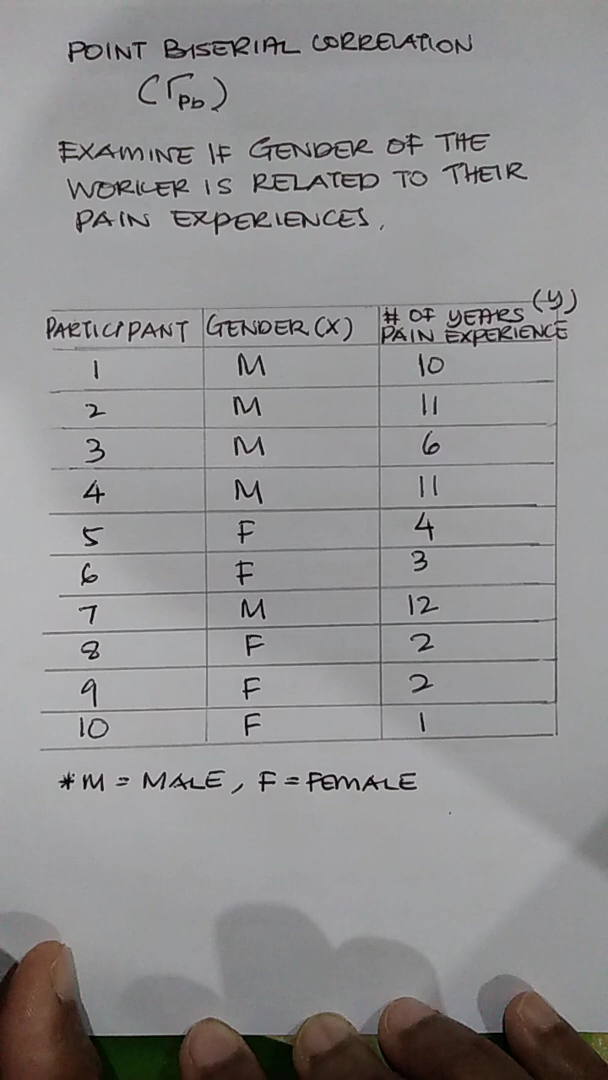 POINT BISERIAL CORRELATION
(rpb)
EXAMINE IF GENDER OF THE
WORKER IS RELATED TO THEIR
PAIN EXPERIENCES.
PARTICIPANT GENDER (X) # OF YEARS (Y)
PAIN EXPERIENCE
1 M 10
2 M 11
3 M 6
4 M 11
5 F 4
6 F 3
7 M 12
8 F 2
9 F 2
10 F 1
*M = MALE, F = FEMALE